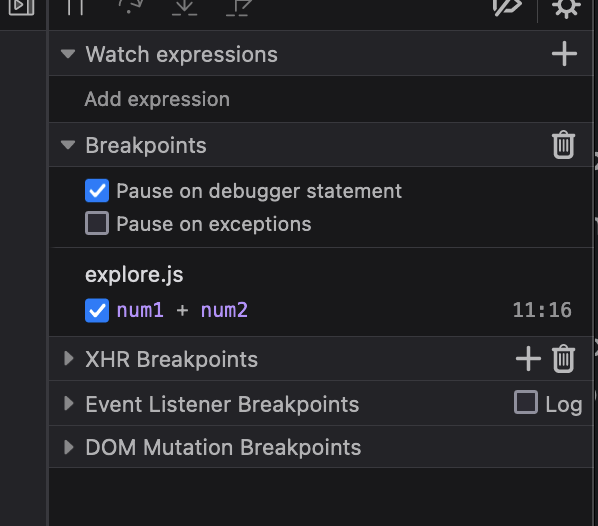 Watch expressions
Add expression
Breakpoints
Pause on debugger statement
Pause on exceptions
explore.js
num1 + num2 11:16
XHR Breakpoints
Event Listener Breakpoints Log
DOM Mutation Breakpoints